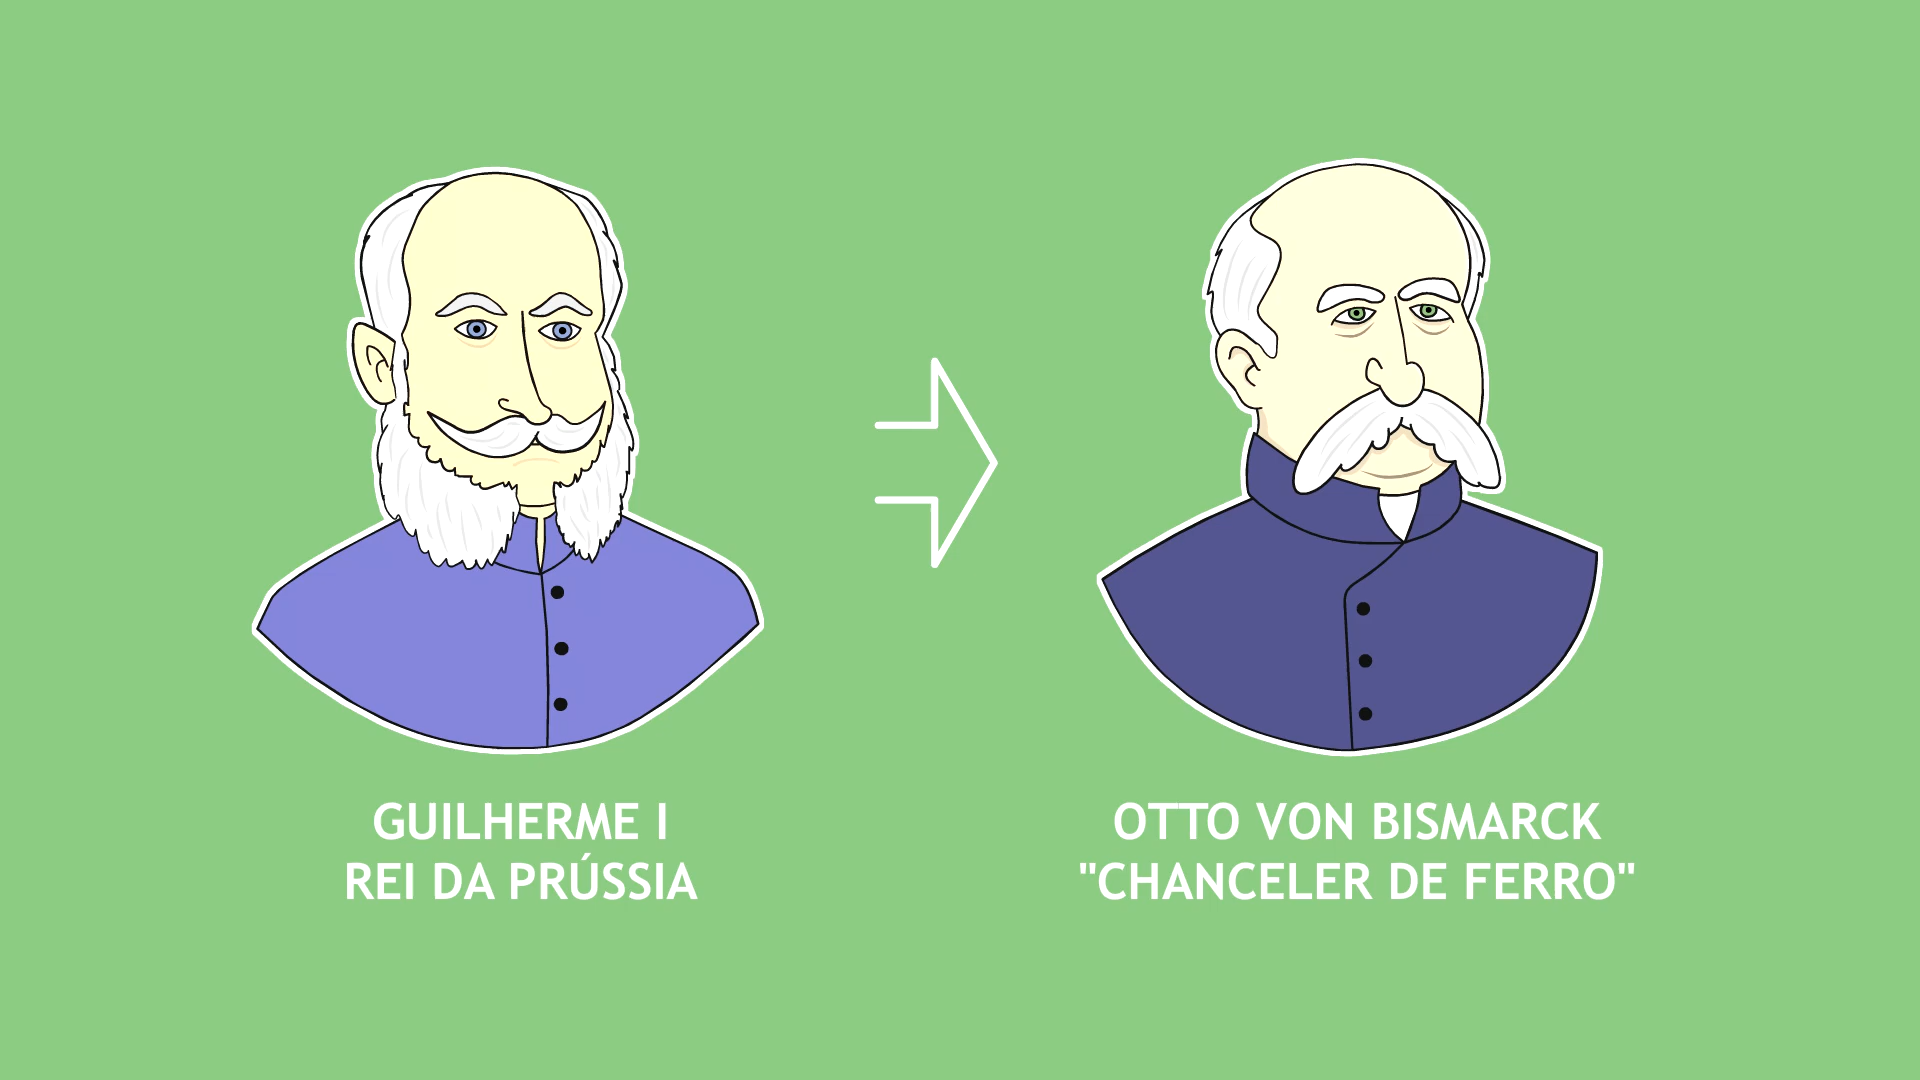 GUILHERME I
REI DA PRÚSSIA
OTTO VON BISMARCK
"CHANCELER DE FERRO"